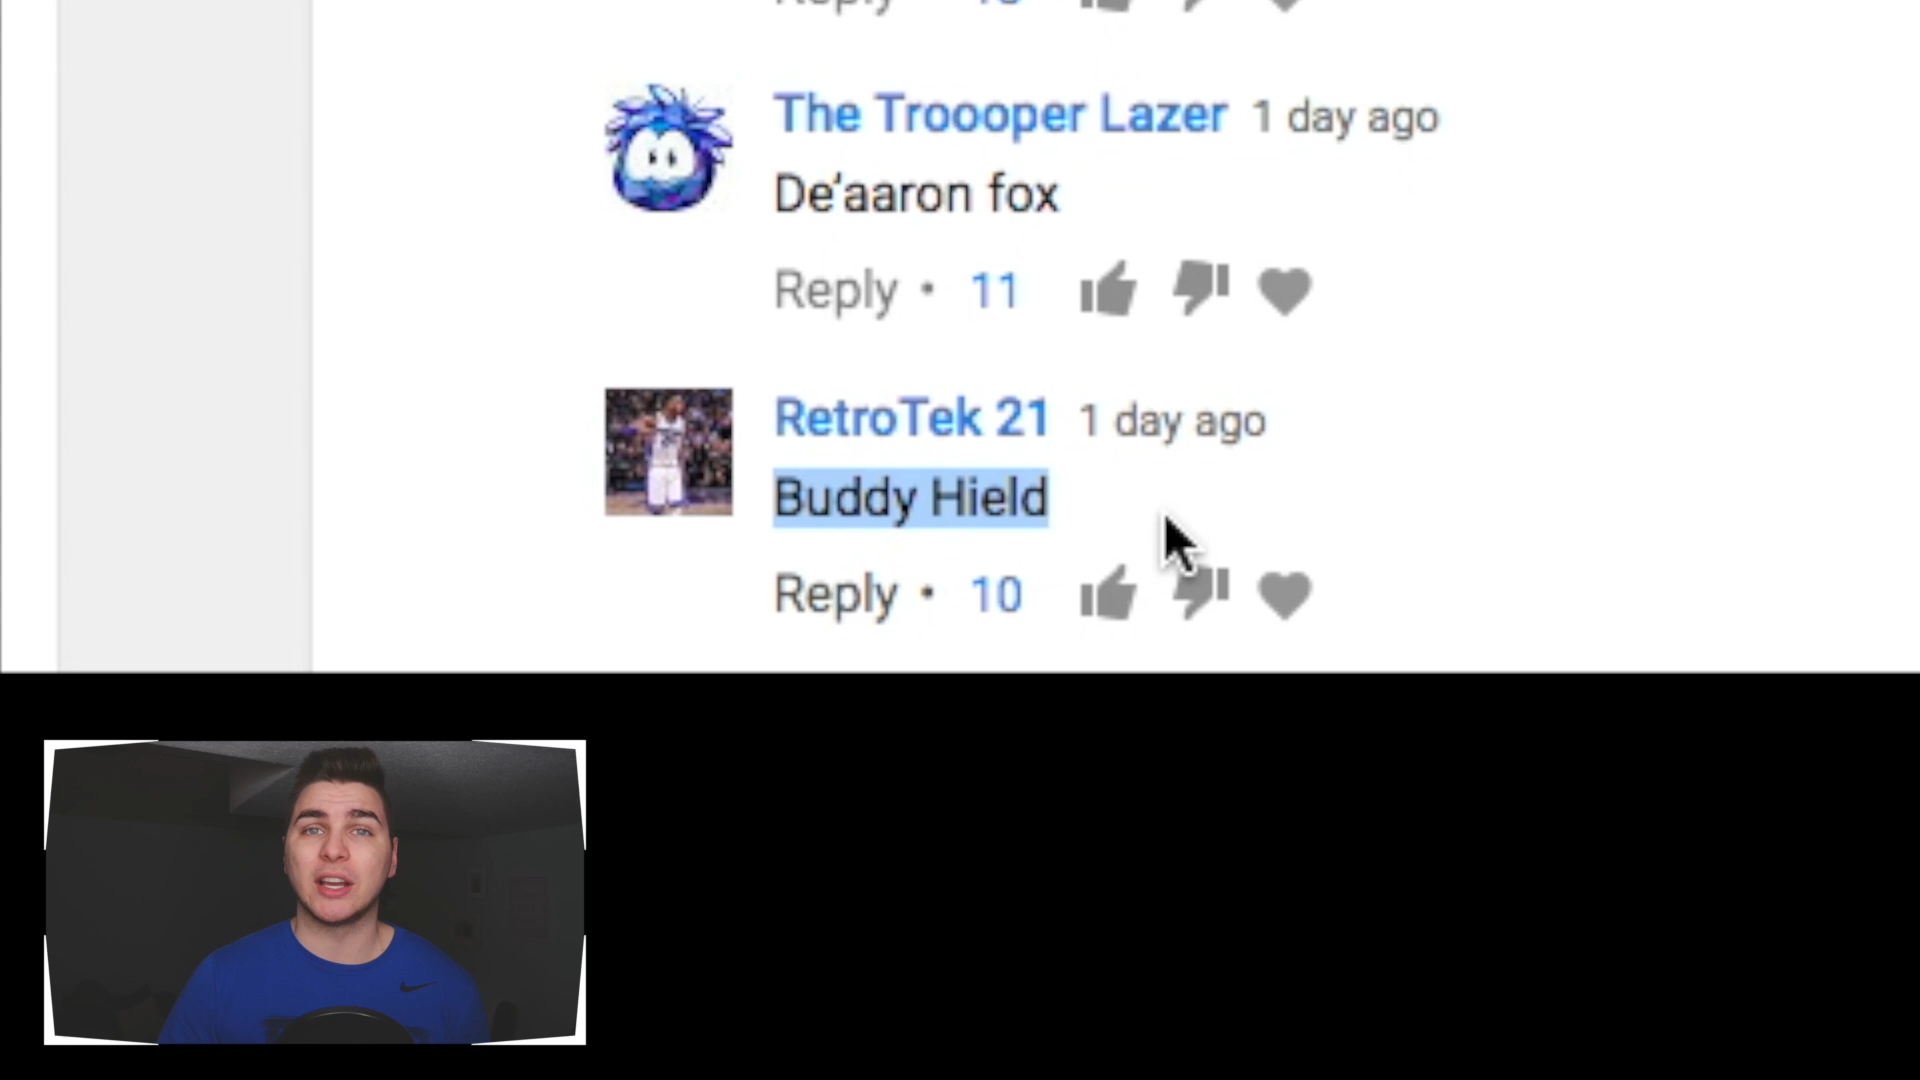 The Troooper Lazer 1 day ago
De'aaron fox
Reply • 11
RetroTek 21 1 day ago
Buddy Hield
Reply • 10